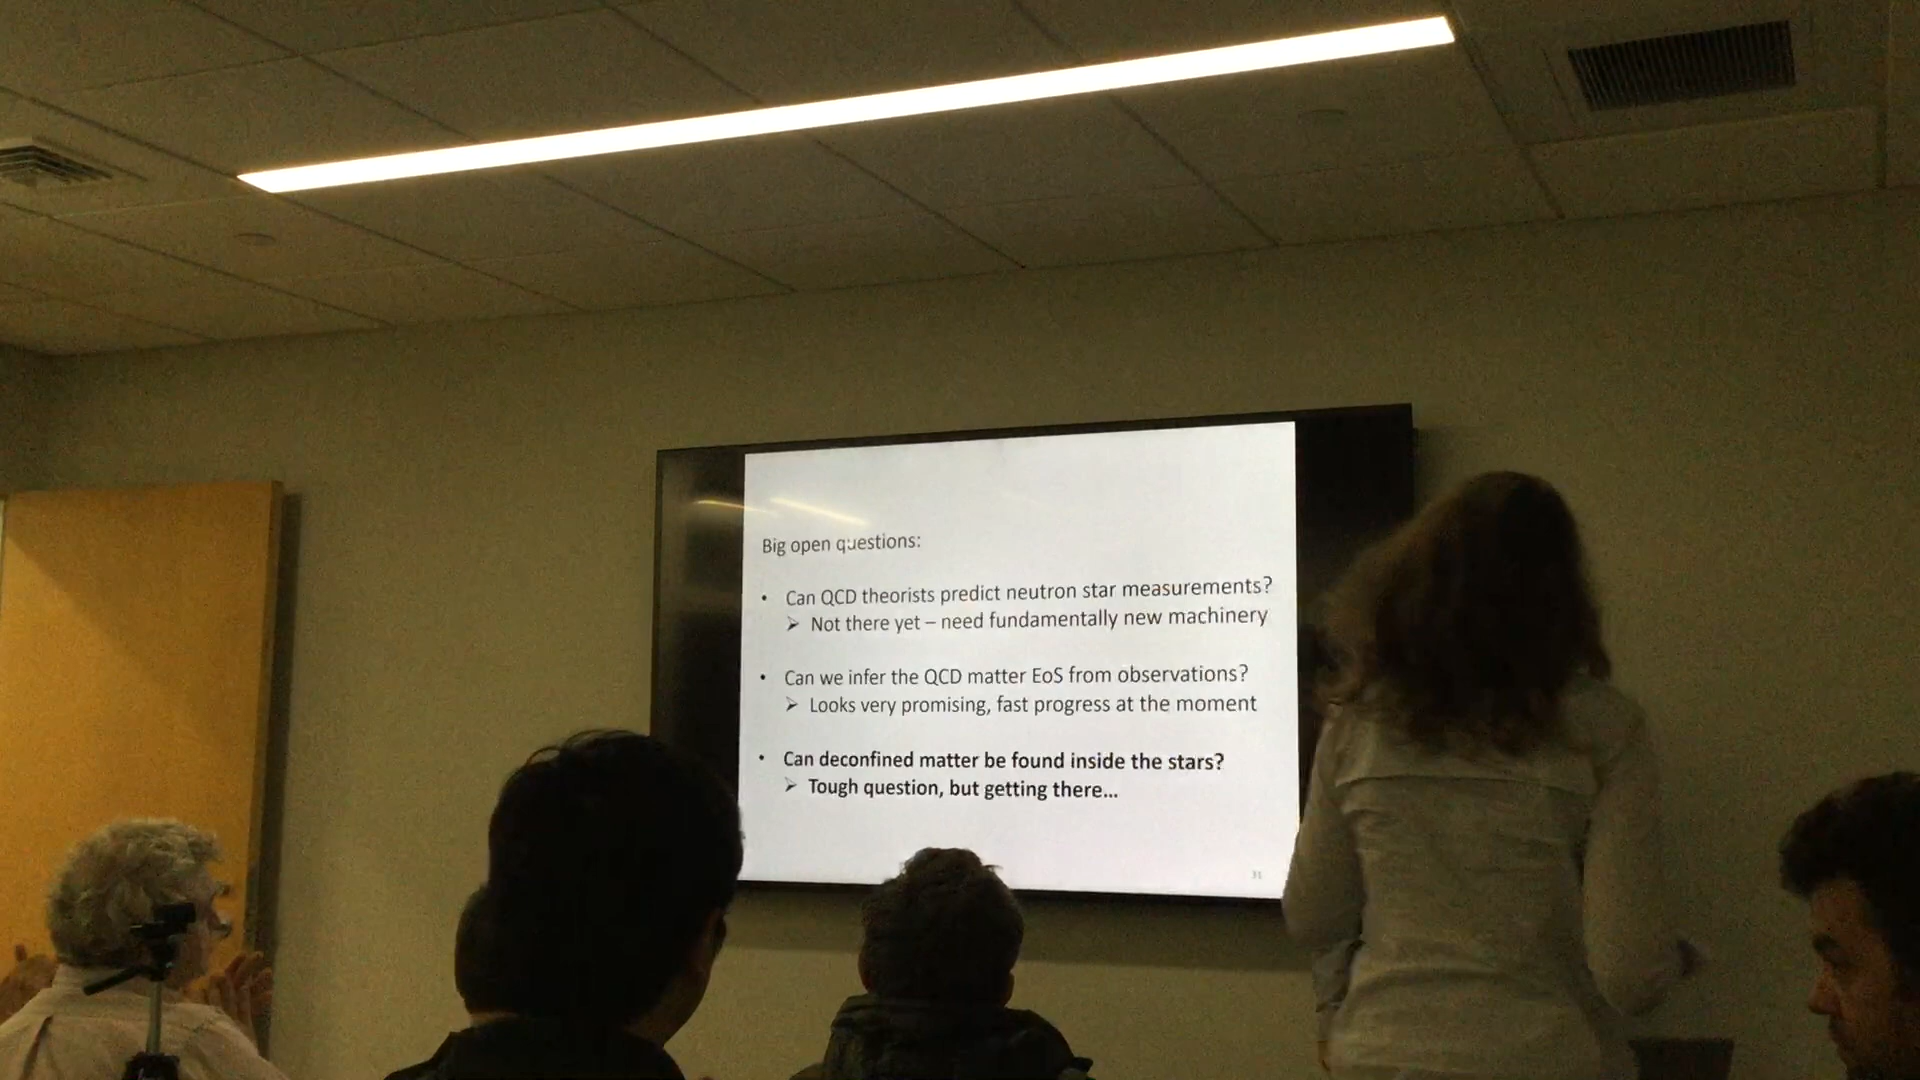 Big open questions:
• Can QCD theorists predict neutron star measurements?
➢ Not there yet – need fundamentally new machinery
• Can we infer the QCD matter EoS from observations?
➢ Looks very promising, fast progress at the moment
• Can deconfined matter be found inside the stars?
➢ Tough question, but getting there...
31